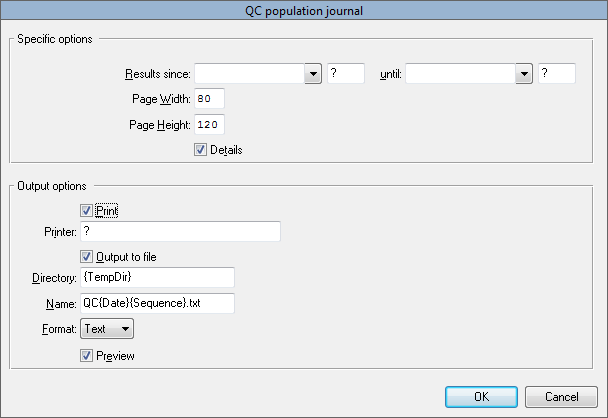 QC population journal
Specific options
Results since: ? until: ?
Page Width: 80
Page Height: 120
Details
Output options
Print
Printer: ?
Output to file
Directory: {TempDir}
Name: QC{Date}{Sequence}.txt
Format: Text
Preview
OK Cancel